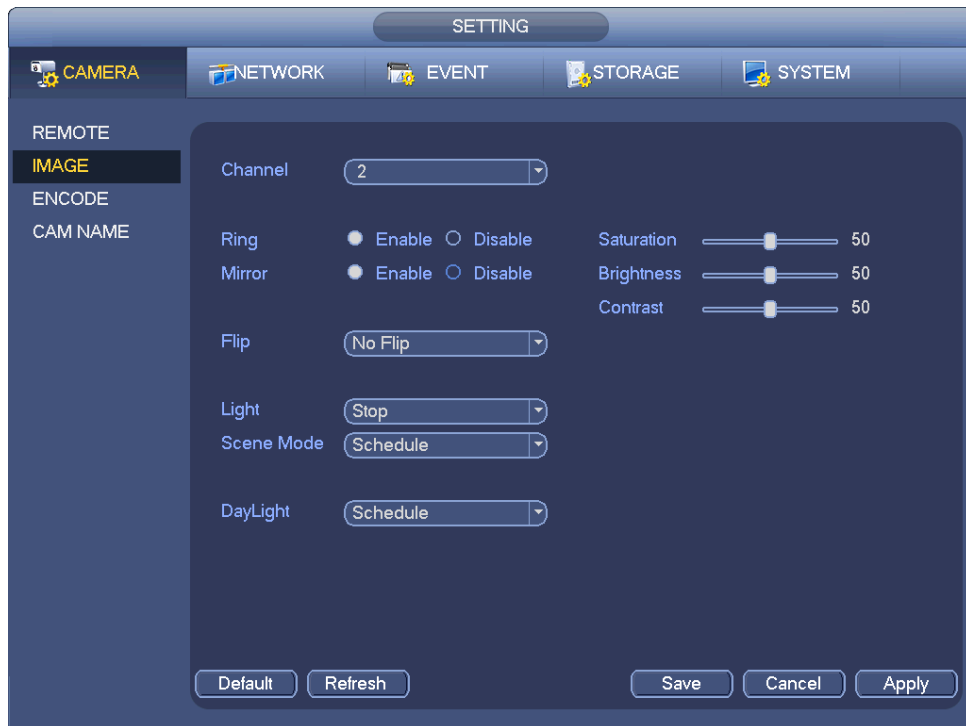 SETTING
CAMERA NETWORK EVENT STORAGE SYSTEM
REMOTE
IMAGE
ENCODE
CAM NAME
Channel 2
Ring Enable Disable Saturation 50
Mirror Enable Disable Brightness 50
Contrast 50
Flip No Flip
Light Stop
Scene Mode Schedule
DayLight Schedule
Default Refresh Save Cancel Apply